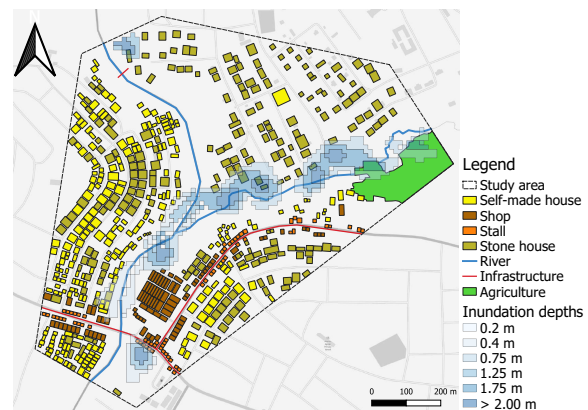 N
Legend
Study area
Self-made house
Shop
Stall
Stone house
River
Infrastructure
Agriculture
Inundation depths
0.2 m
0.4 m
0.75 m
1.25 m
1.75 m
> 2.00 m
0 100 200 m